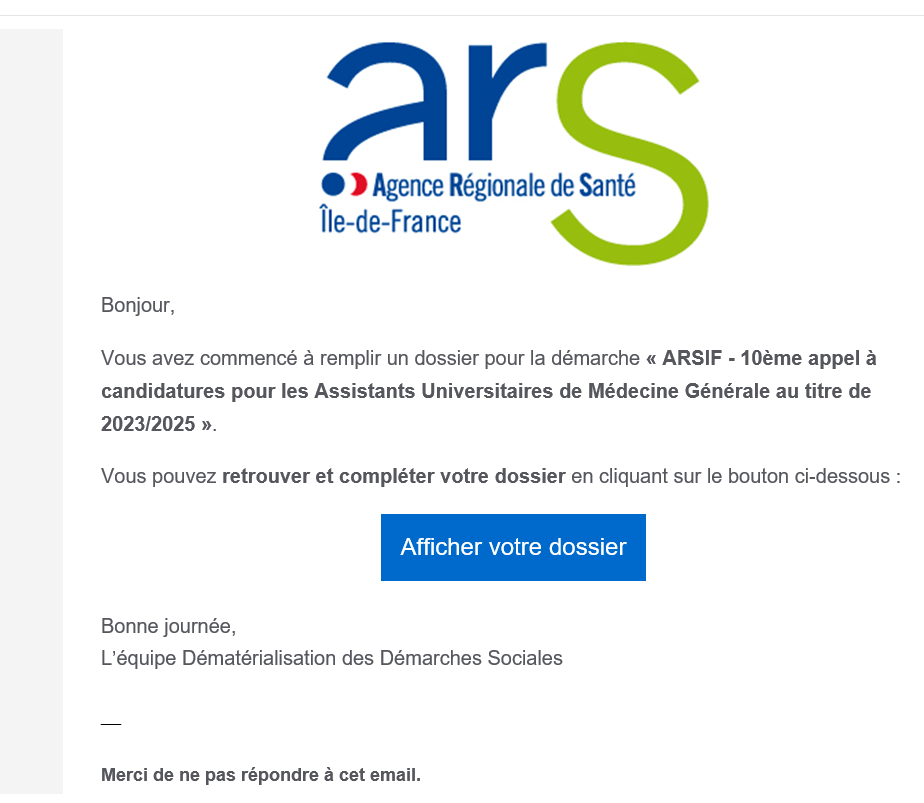 ars
Agence Régionale de Santé
Île-de-France
Bonjour,
Vous avez commencé à remplir un dossier pour la démarche « ARSIF - 10ème appel à
candidatures pour les Assistants Universitaires de Médecine Générale au titre de
2023/2025 ».
Vous pouvez retrouver et compléter votre dossier en cliquant sur le bouton ci-dessous :
Afficher votre dossier
Bonne journée,
L’équipe Dématérialisation des Démarches Sociales
—
Merci de ne pas répondre à cet email.